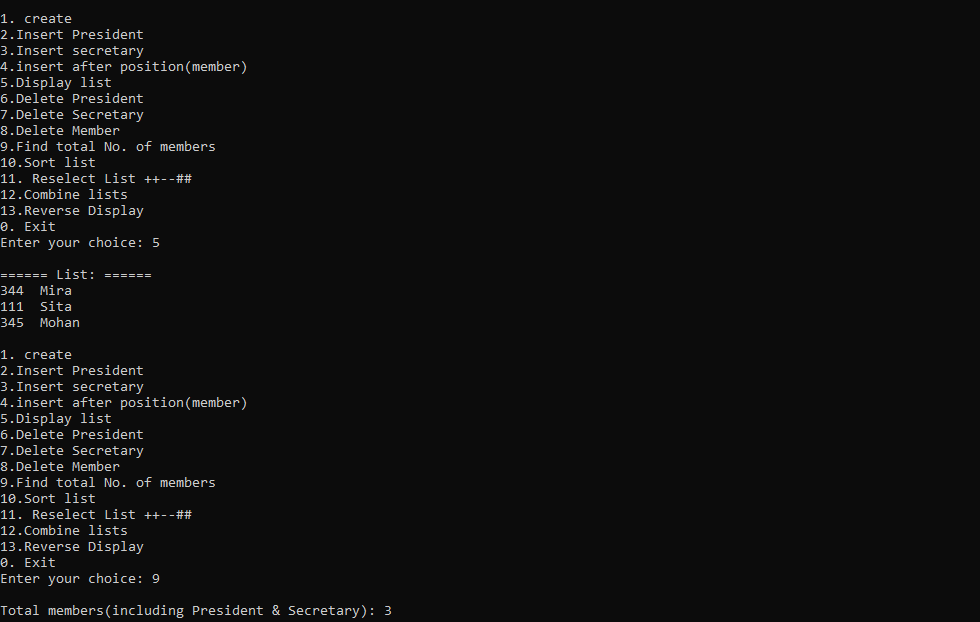 1. create
2.Insert President
3.Insert secretary
4.insert after position(member)
5.Display list
6.Delete President
7.Delete Secretary
8.Delete Member
9.Find total No. of members
10.Sort list
11. Reselect List ++--##
12.Combine lists
13.Reverse Display
0. Exit
Enter your choice: 5
====== List: ======
344  Mira
111  Sita
345  Mohan
1. create
2.Insert President
3.Insert secretary
4.insert after position(member)
5.Display list
6.Delete President
7.Delete Secretary
8.Delete Member
9.Find total No. of members
10.Sort list
11. Reselect List ++--##
12.Combine lists
13.Reverse Display
0. Exit
Enter your choice: 9
Total members(including President & Secretary): 3